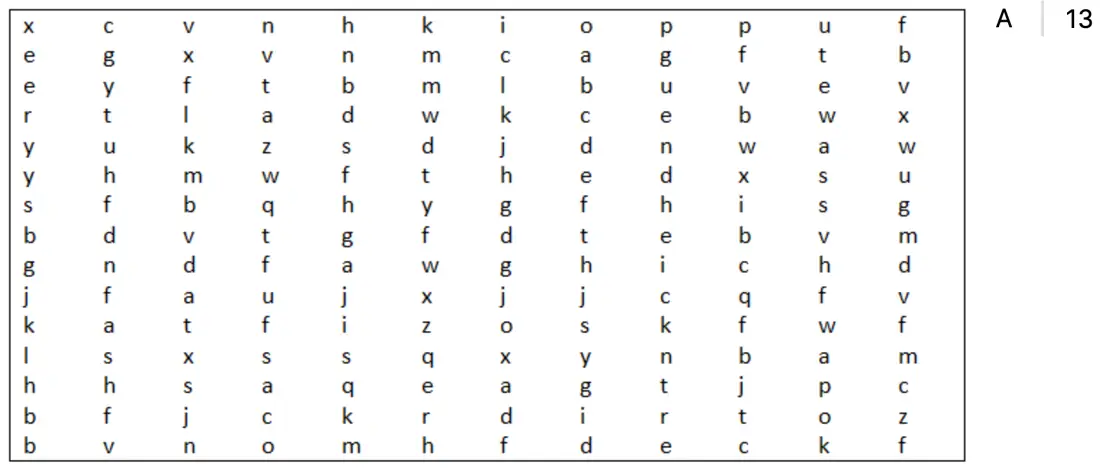 x c v n h k i o p p u f
e g x v n m c a g f t b
e y f t b m l b u v e v
r t l a d w k c e b w x
y u k z s d j d n w a w
y h m w f t h e d x s u
s f b q h y g f h i s g
b d v t g f d t e b v m
g n d f a w g h i c h d
j f a u j x j j c q f v
k a t f i z o s k f w f
l s x s s q x y n b a m
h h s a q e a g t j p c
b f j c k r d i r t o z
b v n o m h f d e c k f
A 13